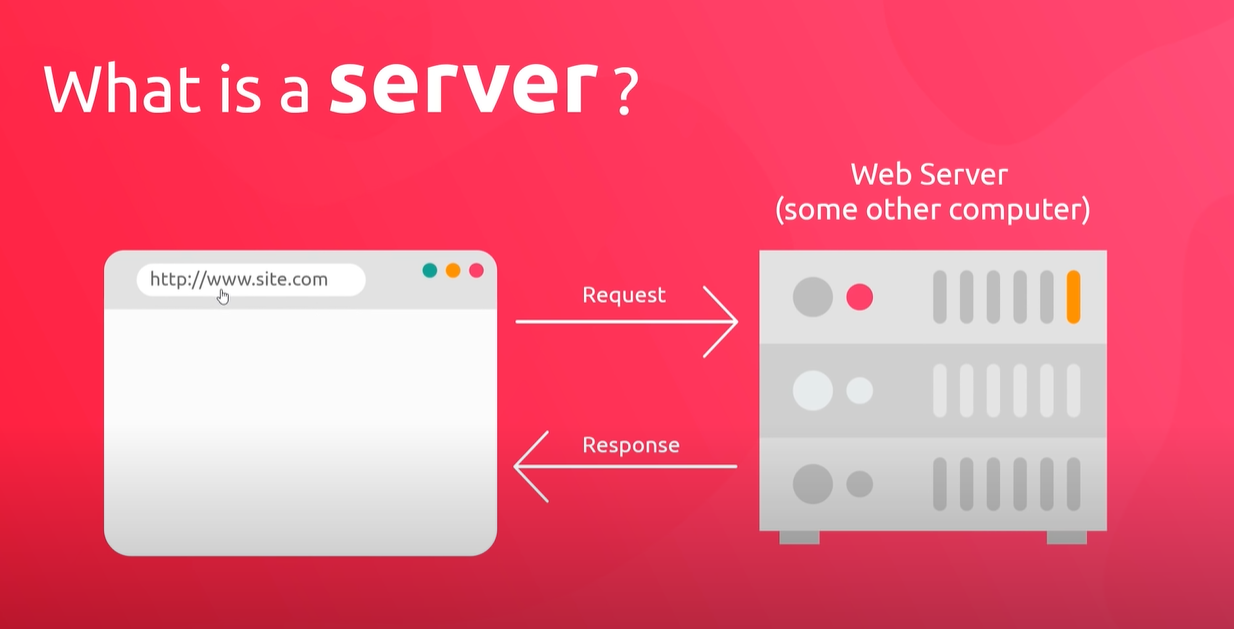 What is a server ?
Web Server
(some other computer)
http://www.site.com
Request
Response